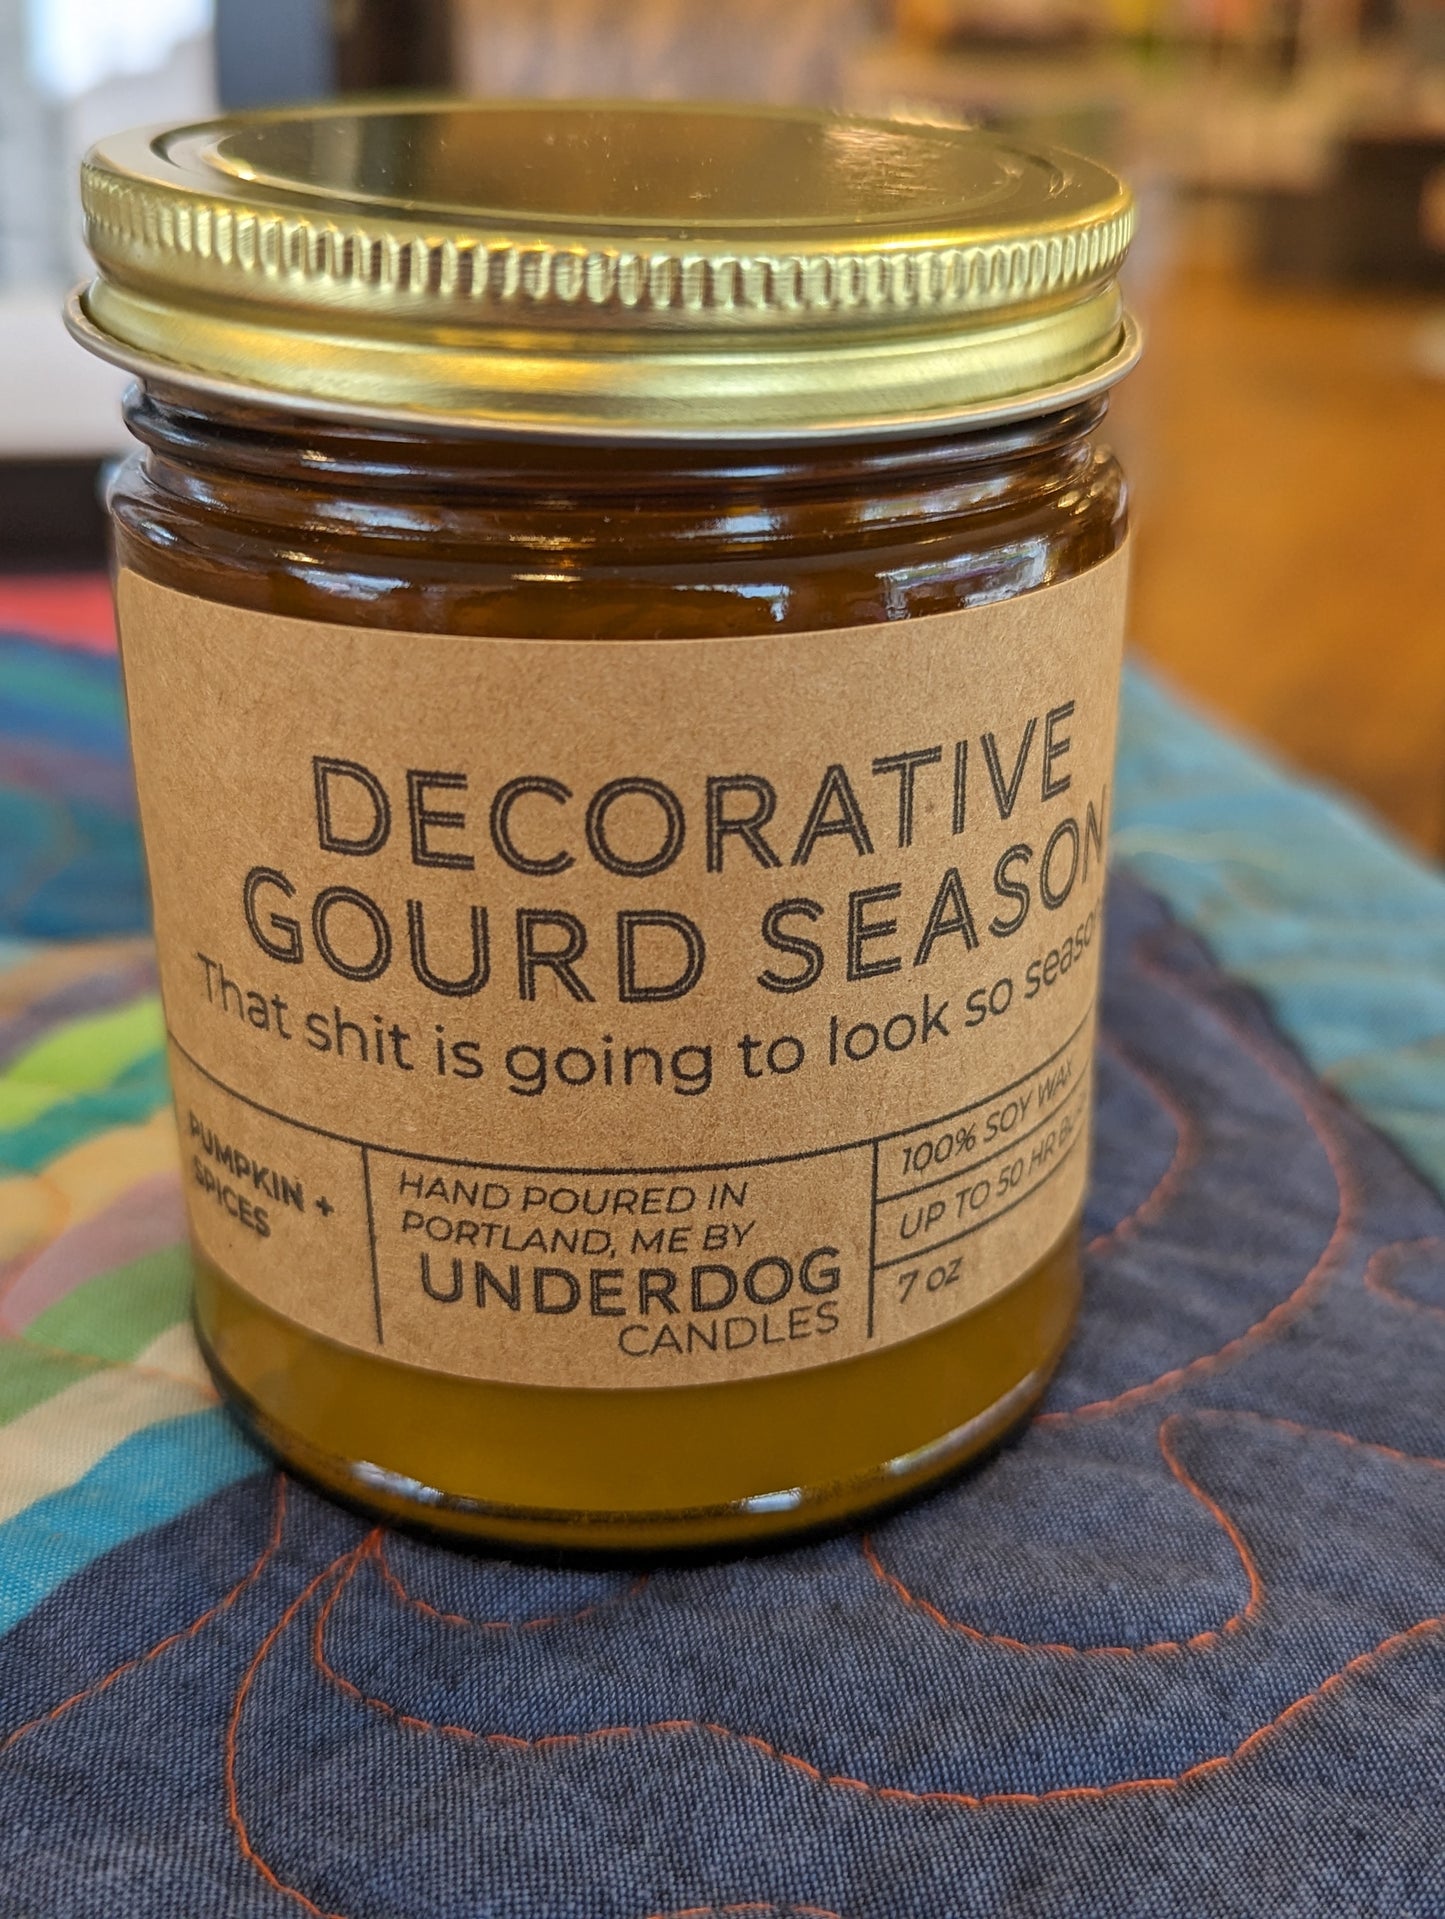 DECORATIVE
GOURD SEASON
That shit is going to look so
PUMPKIN +
SPICES
HAND POURED IN
PORTLAND, ME BY
UNDERDOG
CANDLES
100% SOY WAX
UP TO 50 HR
7 oz